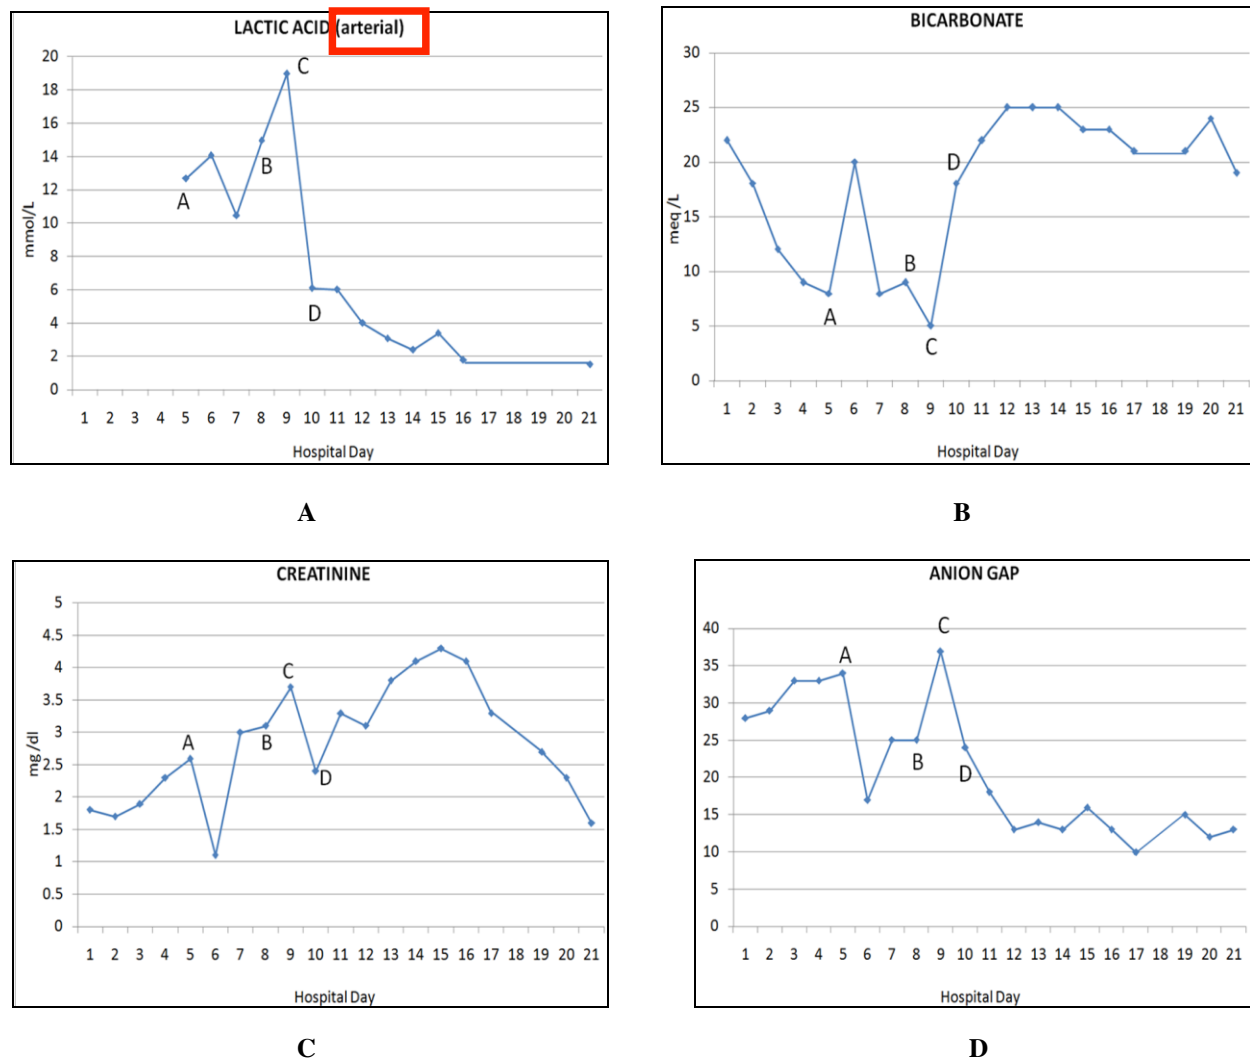 LACTIC ACID (arterial)
20
18
16
14
12
10
8
6
4
2
0
mmol/L
A
B
C
D
1 2 3 4 5 6 7 8 9 10 11 12 13 14 15 16 17 18 19 20 21
Hospital Day
A
BICARBONATE
30
25
20
15
10
5
0
meq/L
A
B
C
D
1 2 3 4 5 6 7 8 9 10 11 12 13 14 15 16 17 18 19 20 21
Hospital Day
B
CREATININE
5
4.5
4
3.5
3
2.5
2
1.5
1
0.5
0
mg/dl
A
B
C
D
1 2 3 4 5 6 7 8 9 10 11 12 13 14 15 16 17 18 19 20 21
Hospital Day
C
ANION GAP
40
35
30
25
20
15
10
5
0
A
B
C
D
1 2 3 4 5 6 7 8 9 10 11 12 13 14 15 16 17 18 19 20 21
Hospital Day
D